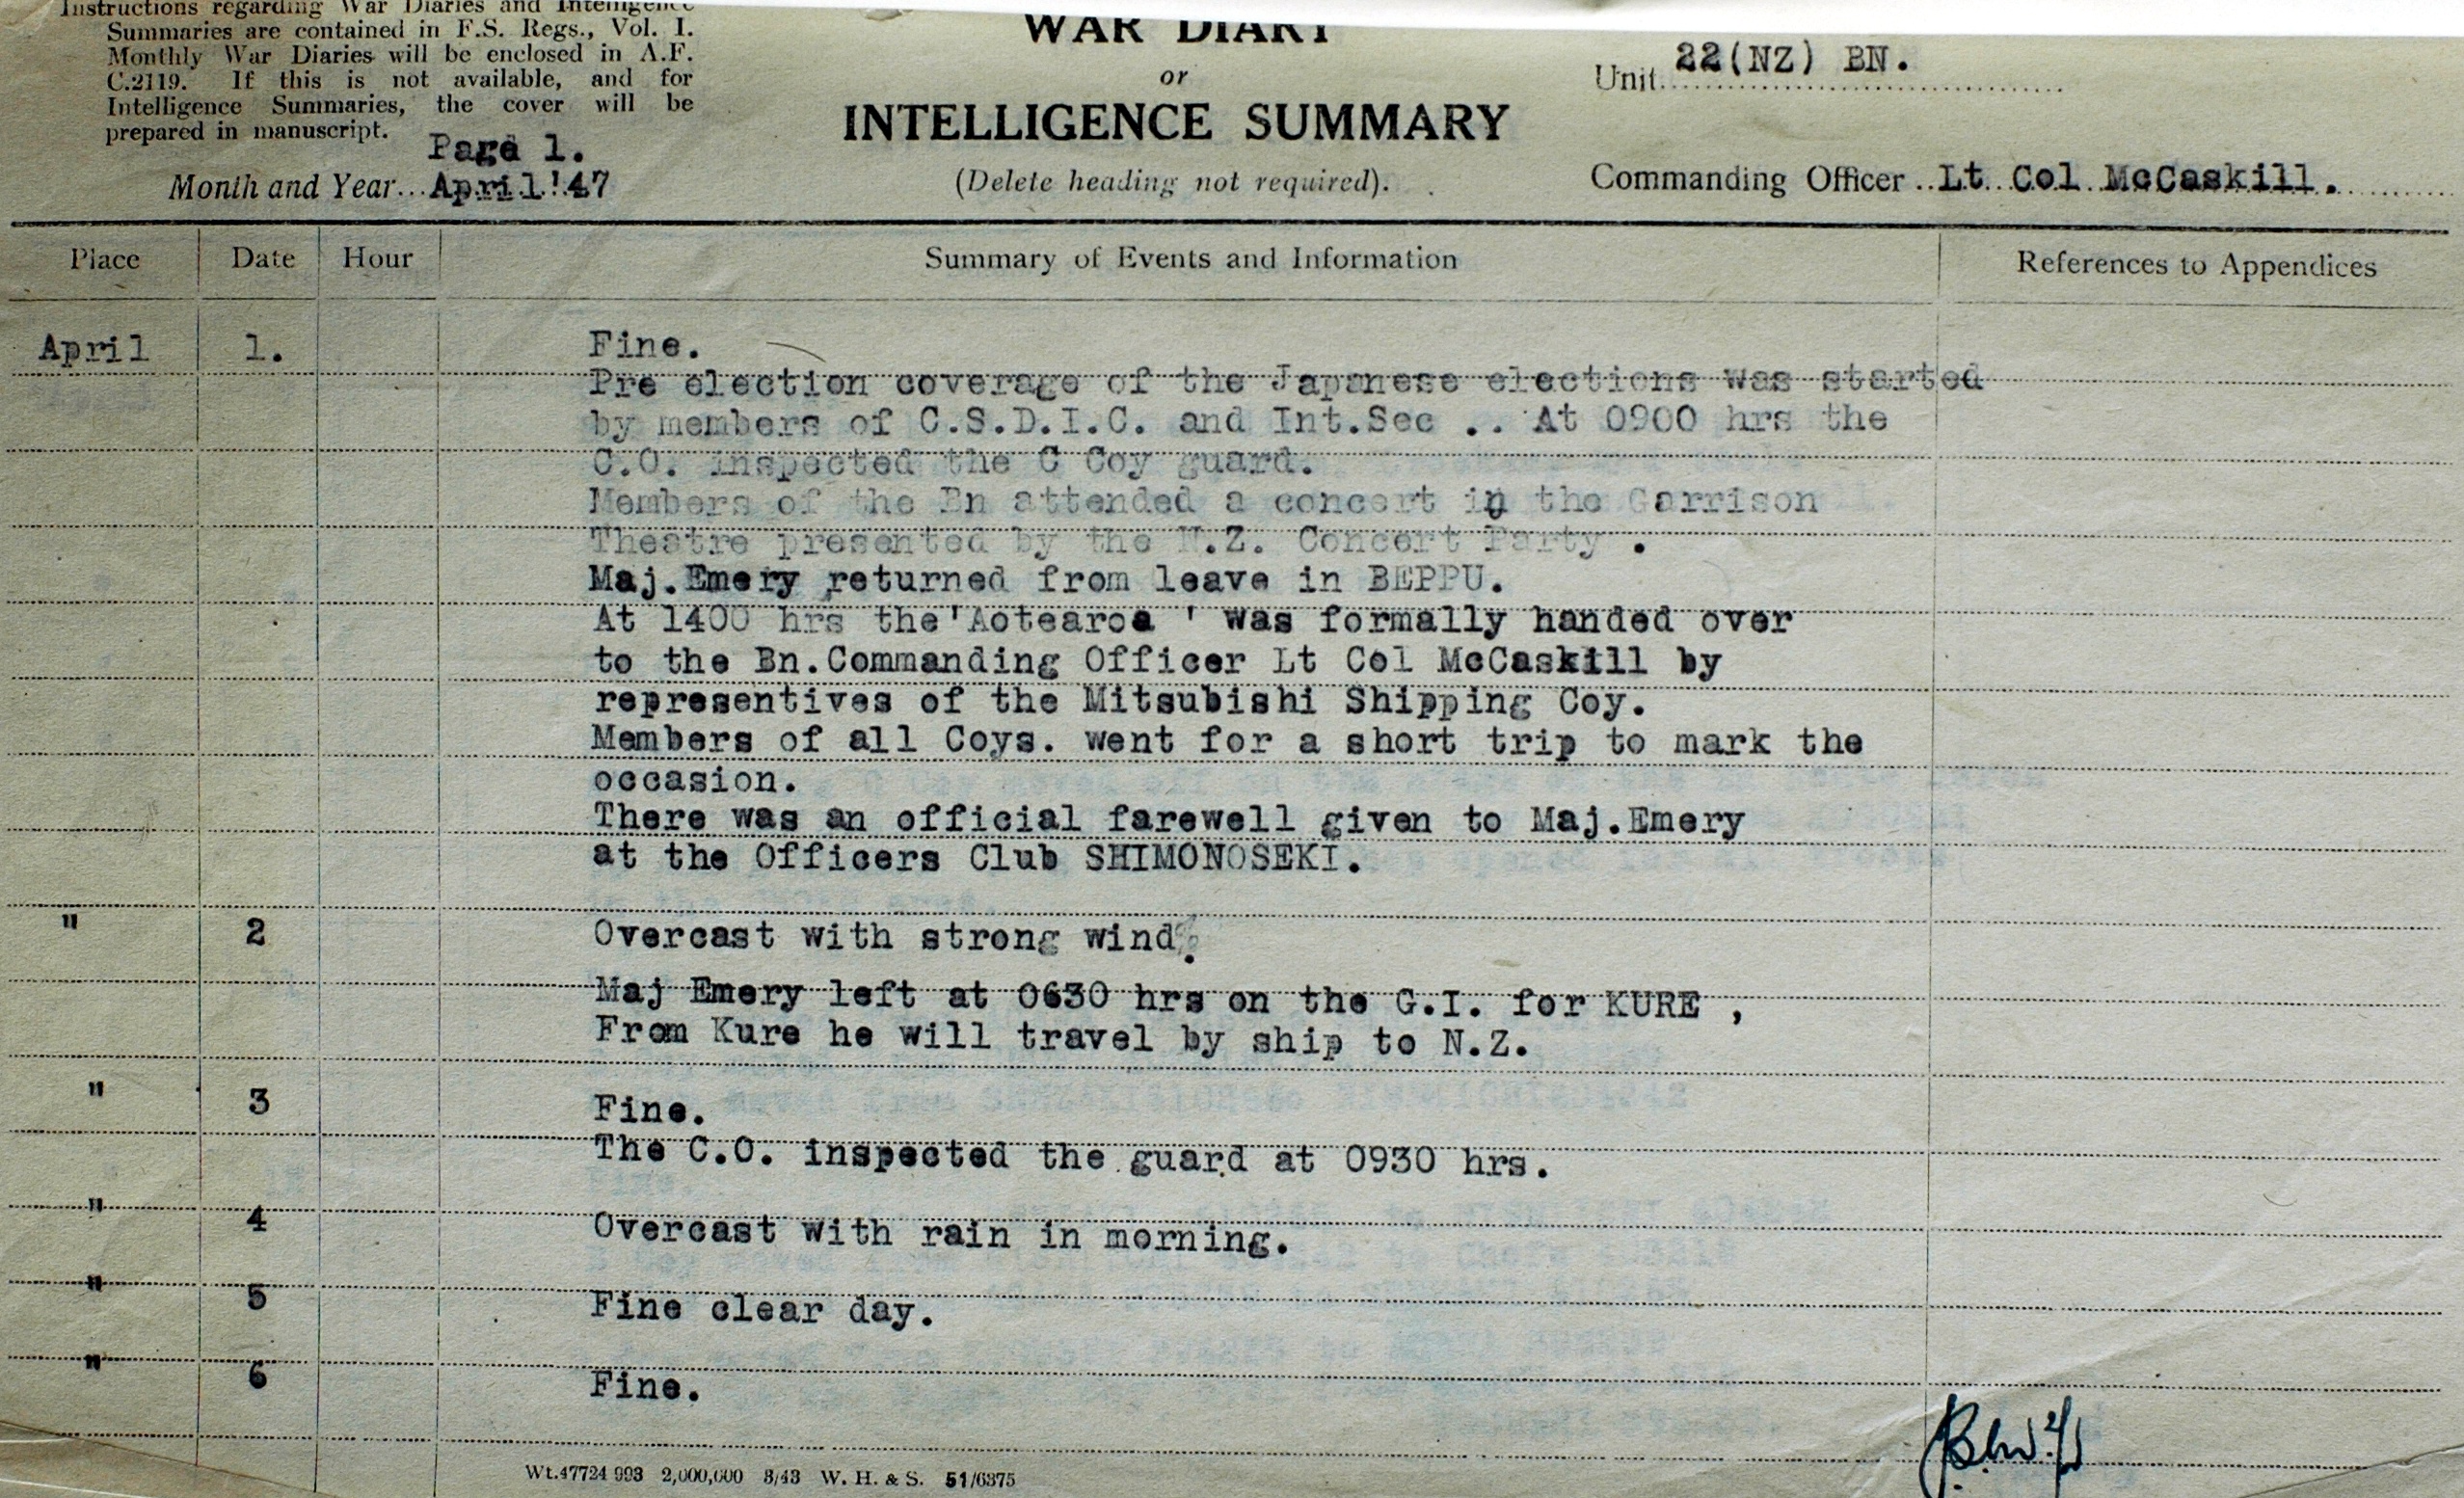 Instructions regarding War Diaries and Intelligence
Summaries are contained in F.S. Regs., Vol. I.
Monthly War Diaries will be enclosed in A.F.
C.2119. If this is not available, and for
Intelligence Summaries, the cover will be
prepared in manuscript.
Page 1.
Month and Year... April '47
WAR DIARY
or
INTELLIGENCE SUMMARY
(Delete heading not required).
Unit 22(NZ) BN.
Commanding Officer .. Lt Col McCaskill.
Place Date Hour Summary of Events and Information References to Appendices
April 1. Fine.
Pre election coverage of the Japanese elections was started
by members of C.S.D.I.C. and Int.Sec .. At 0900 hrs the
C.O. inspected the C Coy guard.
Members of the Bn attended a concert in the Garrison
Theatre presented by the N.Z. Concert Party .
Maj.Emery returned from leave in BEPPU.
At 1400 hrs the 'Aotearoa ' was formally handed over
to the Bn.Commanding Officer Lt Col McCaskill by
representives of the Mitsubishi Shipping Coy.
Members of all Coys. went for a short trip to mark the
occasion.
There was an official farewell given to Maj.Emery
at the Officers Club SHIMONOSEKI.
" 2 Overcast with strong wind.
Maj Emery left at 0630 hrs on the G.I. for KURE ,
From Kure he will travel by ship to N.Z.
" 3 Fine.
The C.O. inspected the guard at 0930 hrs.
" 4 Overcast with rain in morning.
" 5 Fine clear day.
" 6 Fine.
Wt.47724 993 2,000,000 3/43 W. H. & S. 51/6375